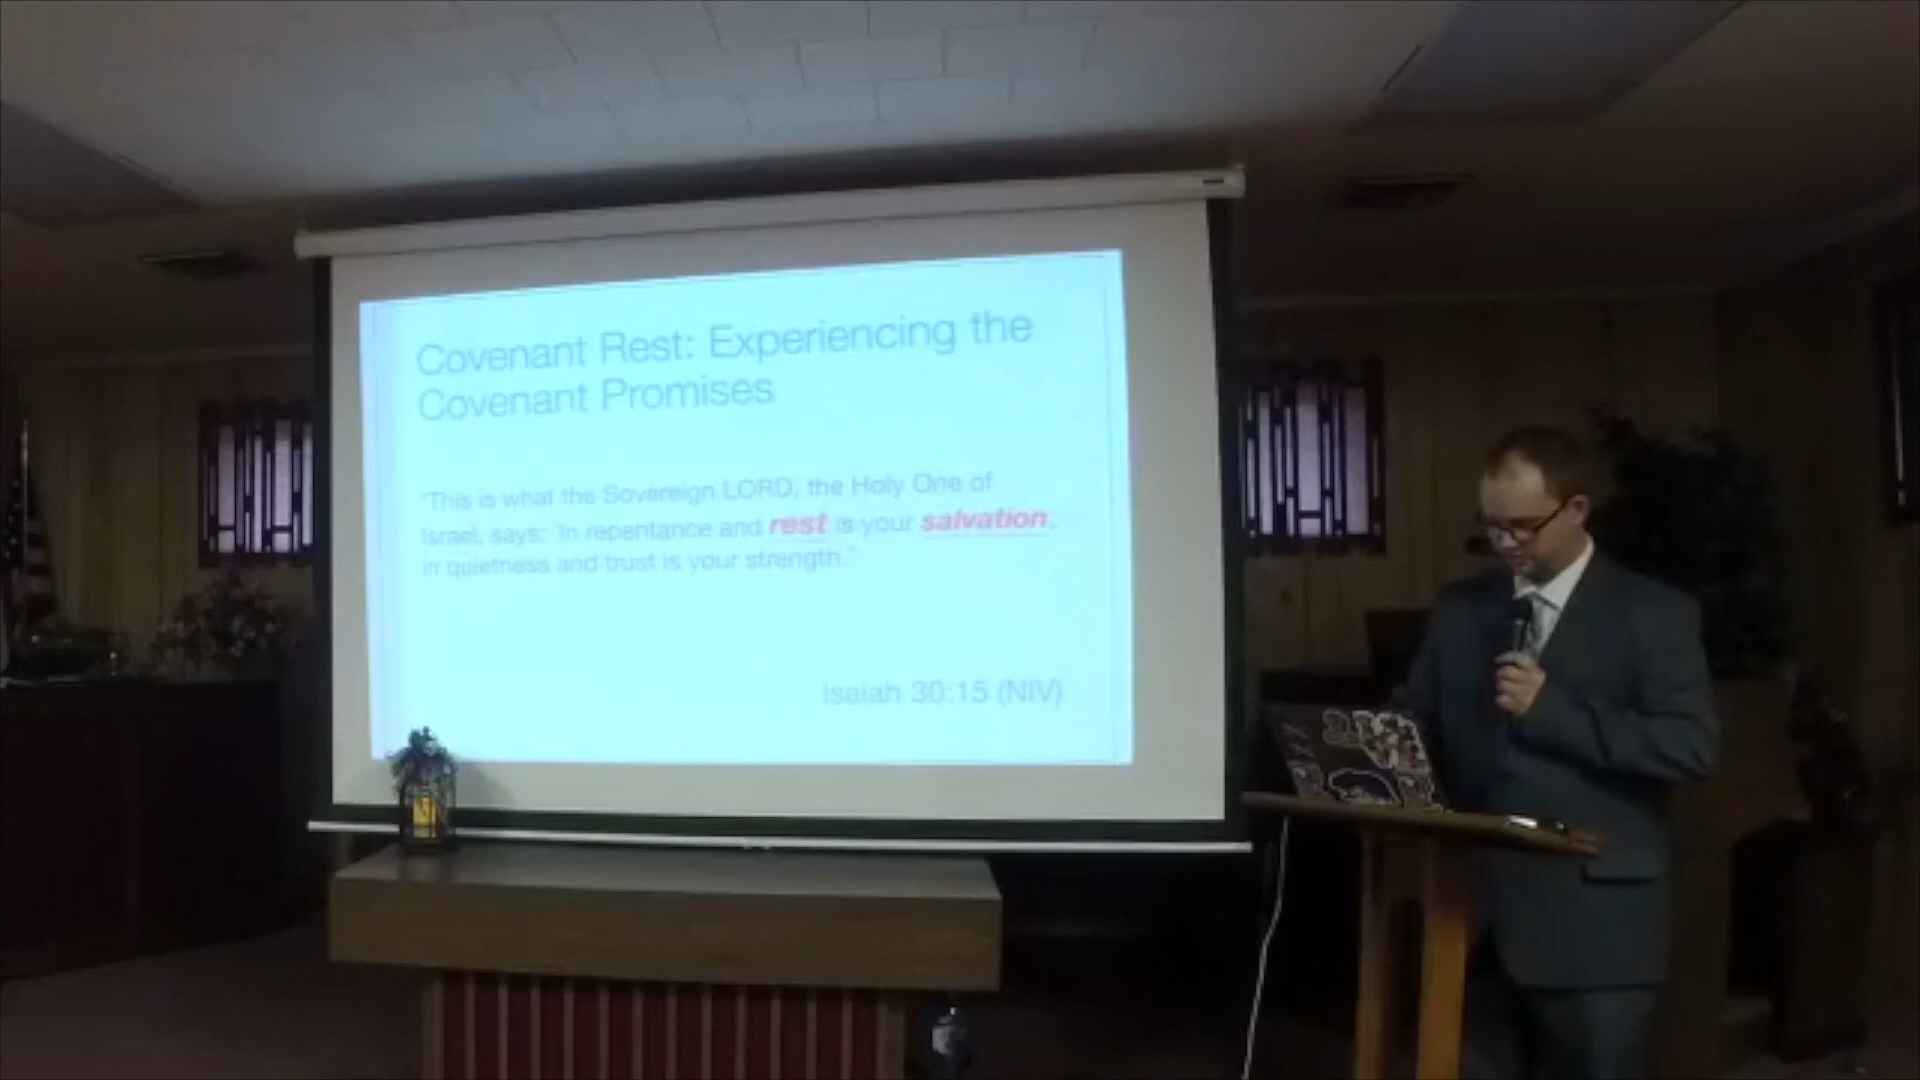 Covenant Rest: Experiencing the
Covenant Promises
"This is what the Sovereign LORD, the Holy One of
Israel, says: 'In repentance and rest is your salvation,
in quietness and trust is your strength."
Isaiah 30:15 (NIV)